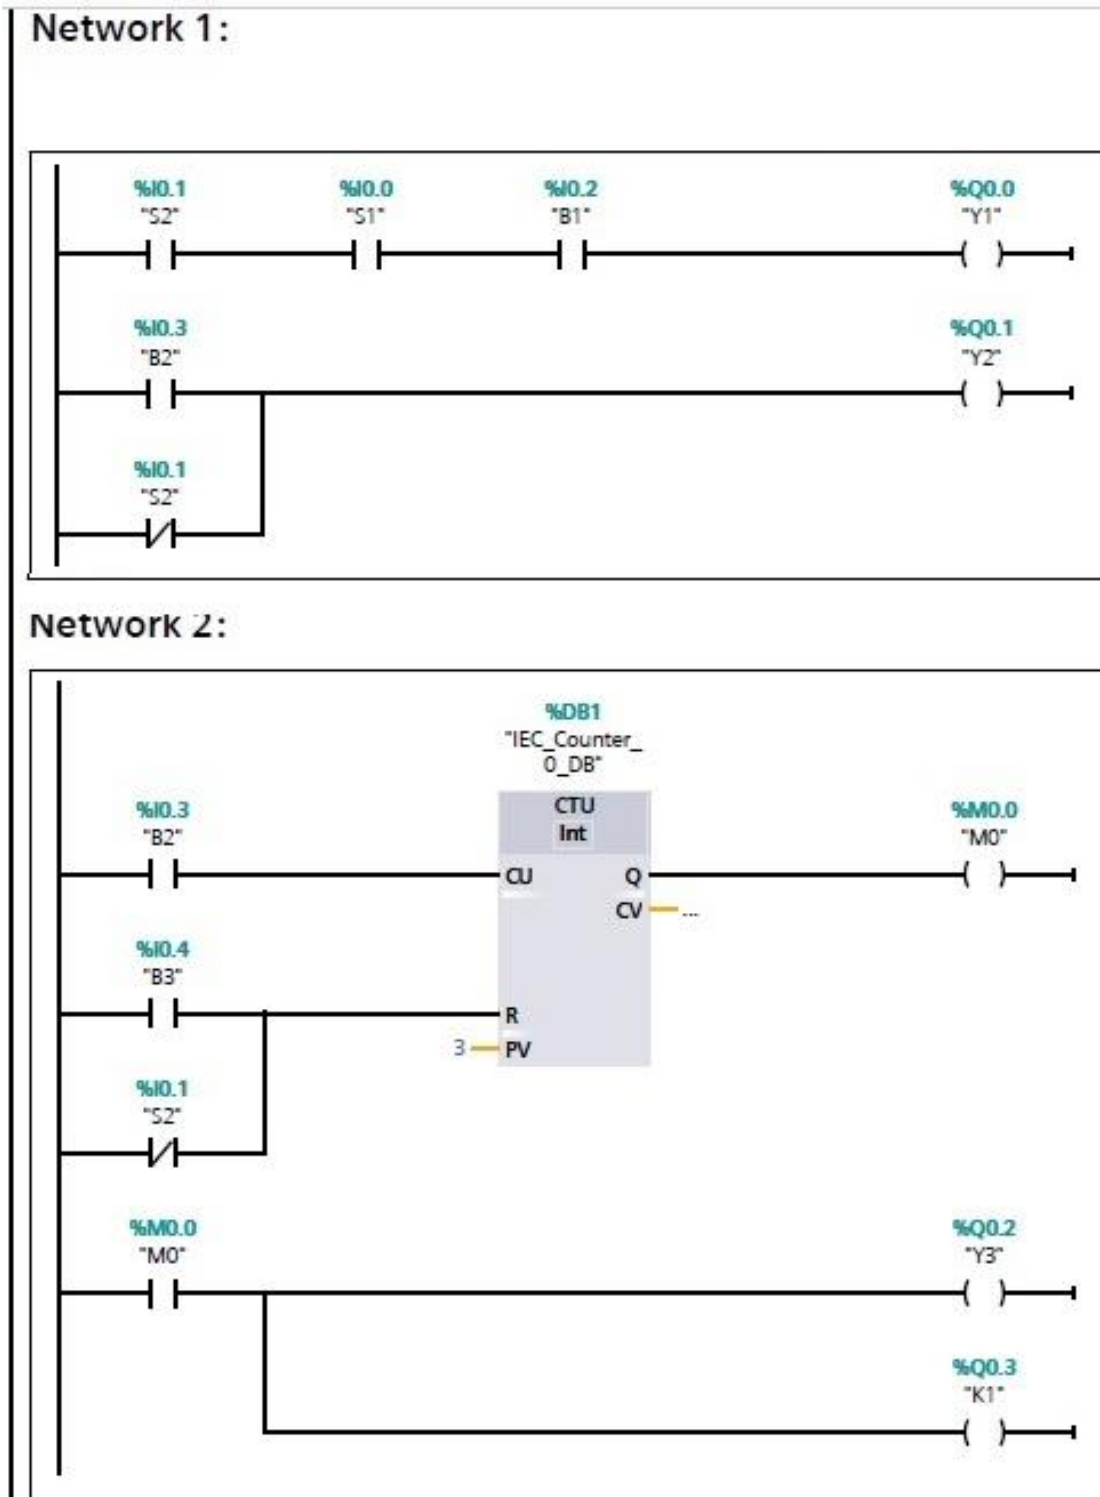 Network 1:
%I0.1 %I0.0 %I0.2 %Q0.0
"S2" "S1" "B1" "Y1"
%I0.3 %Q0.1
"B2" "Y2"
%I0.1
"S2"
Network 2:
%DB1
"IEC_Counter_
0_DB"
CTU
Int
%I0.3 %M0.0
"B2" "M0"
CU Q
CV ...
%I0.4
"B3"
R
3 PV
%I0.1
"S2"
%M0.0 %Q0.2
"M0" "Y3"
%Q0.3
"K1"